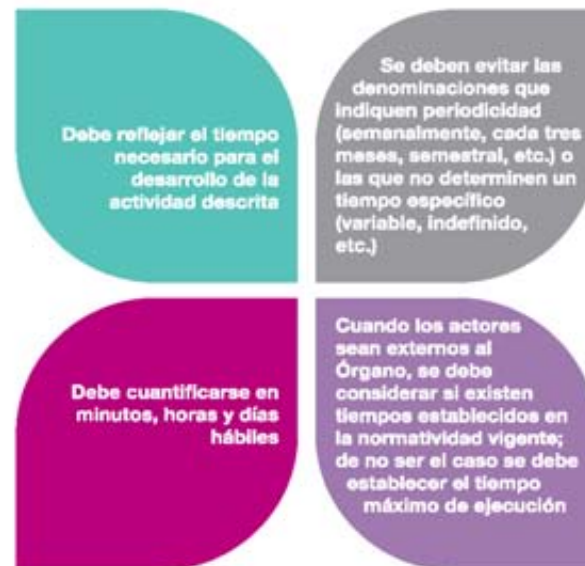 Debe reflejar el tiempo
necesario para el
desarrollo de la
actividad descrita
Se deben evitar las
denominaciones que
indiquen periodicidad
(semanalmente, cada tres
meses, semestral, etc.) o
las que no determinen un
tiempo específico
(variable, indefinido,
etc.)
Debe cuantificarse en
minutos, horas y días
hábiles
Cuando los actores
sean externos al
Órgano, se debe
considerar si existen
tiempos establecidos en
la normatividad vigente;
de no ser el caso se debe
establecer el tiempo
máximo de ejecución